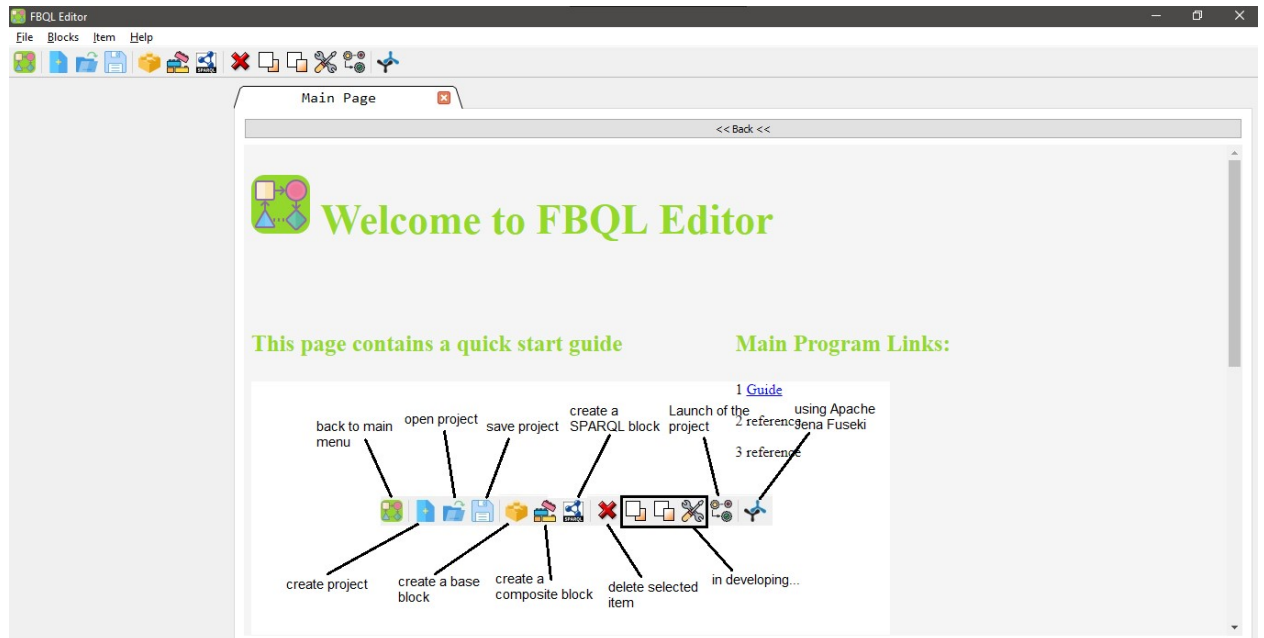 FBQL Editor
File Blocks Item Help
SPARQL
Main Page
<< Back <<
Welcome to FBQL Editor
This page contains a quick start guide
Main Program Links:
1 Guide
2 reference
3 reference
back to main
menu
open project
save project
create a
SPARQL block
Launch of the
project
using Apache
Jena Fuseki
SPARQL
create project
create a base
block
create a
composite block
delete selected
item
in developing...